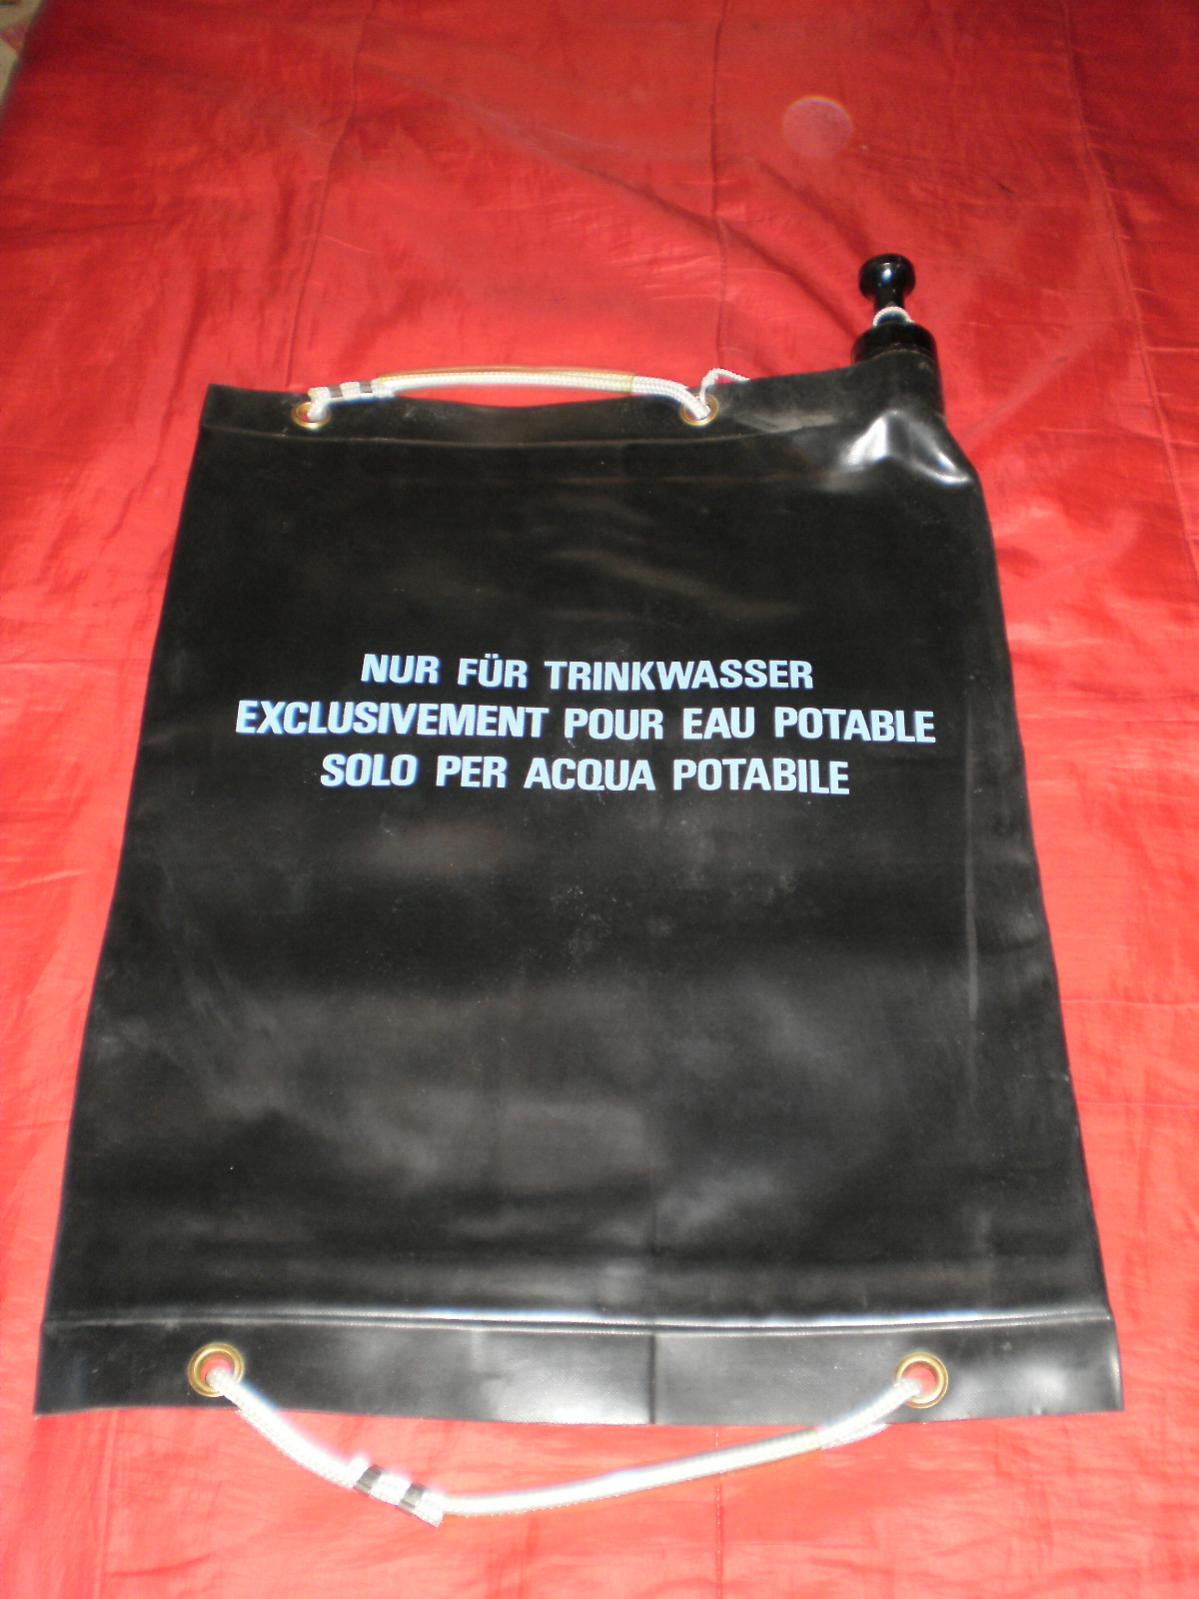 NUR FÜR TRINKWASSER
EXCLUSIVEMENT POUR EAU POTABLE
SOLO PER ACQUA POTABILE